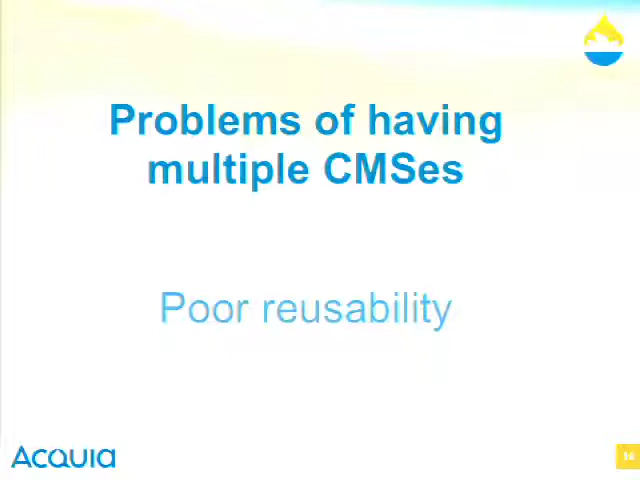 Problems of having
multiple CMSes
Poor reusability
Acquia